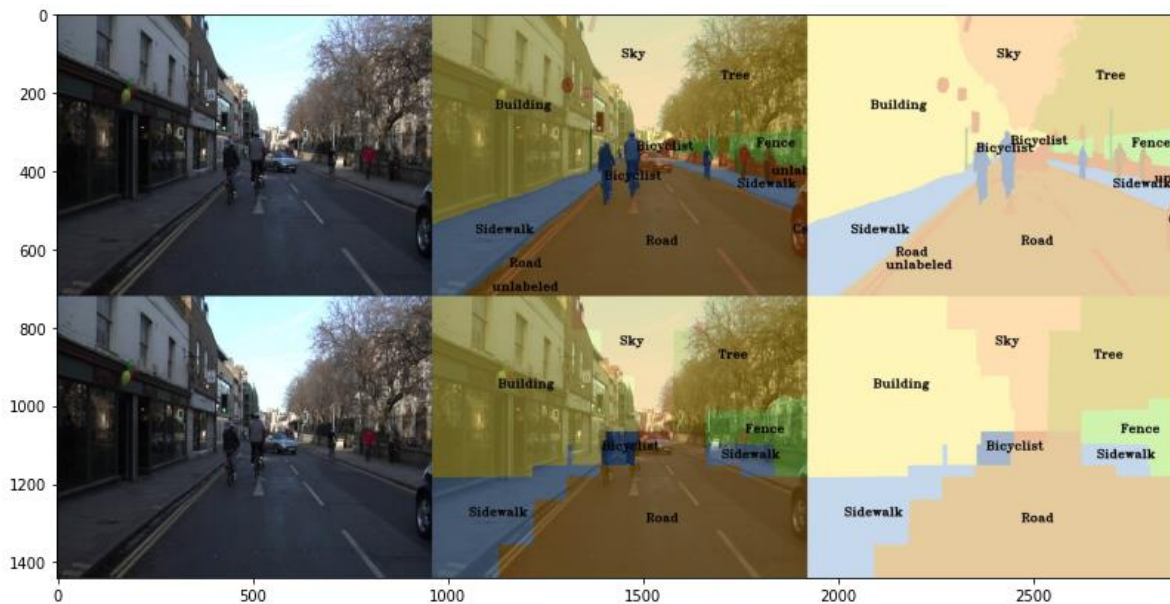 0
200
400
600
800
1000
1200
1400
0
500
1000
1500
2000
2500
Sky
Tree
Building
Bicyclist
Fence
Bicyclist
Sidewalk
Sidewalk
Road
Road
unlabeled
Sky
Tree
Building
Bicyclist
Bicyclist
Fence
Sidewalk
Sidewalk
Road
Road
unlabeled
Sky
Tree
Building
Fence
Bicyclist
Sidewalk
Sidewalk
Road
Sky
Tree
Building
Fence
Bicyclist
Sidewalk
Sidewalk
Road